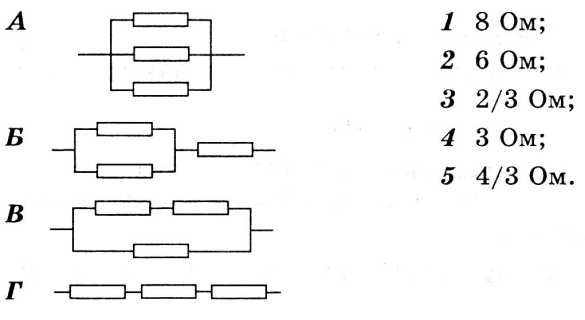 А
Б
В
Г
1 8 Ом;
2 6 Ом;
3 2/3 Ом;
4 3 Ом;
5 4/3 Ом.